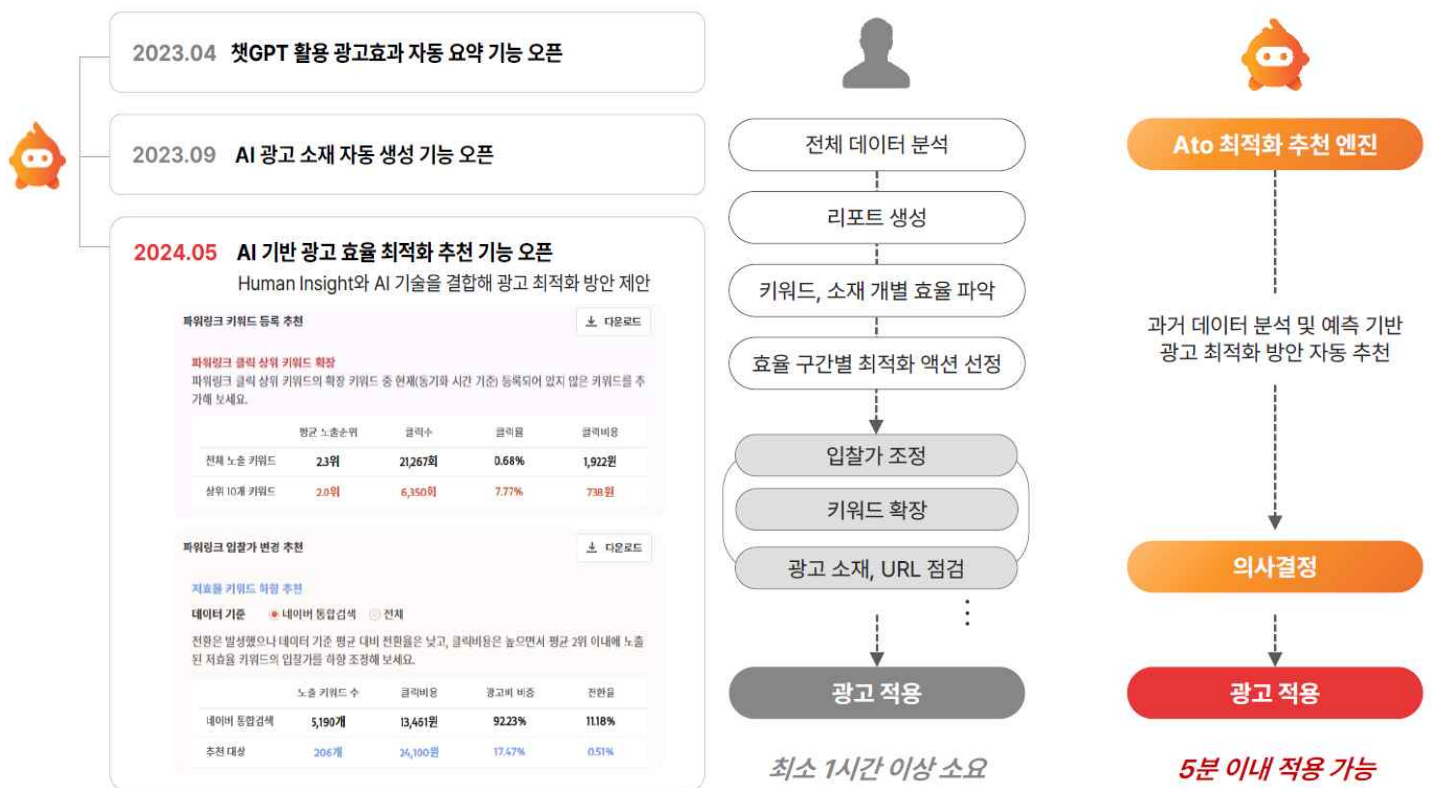 2023.04 챗GPT 활용 광고효과 자동 요약 기능 오픈
2023.09 AI 광고 소재 자동 생성 기능 오픈
2024.05 AI 기반 광고 효율 최적화 추천 기능 오픈
Human Insight와 AI 기술을 결합해 광고 최적화 방안 제안
파워링크 키워드 등록 추천
다운로드
파워링크 클릭 상위 키워드 확장
파워링크 클릭 상위 키워드의 확장 키워드 중 현재(동기화 시간 기준) 등록되어 있지 않은 키워드를 추
가해 보세요.
평균 노출순위 클릭수 클릭률 클릭비용
전체 노출 키워드 2.3위 21,267회 0.68% 1,922원
상위 10개 키워드 2.0위 6,350회 7.77% 738원
파워링크 입찰가 변경 추천
다운로드
저효율 키워드 하향 추천
데이터 기준 네이버 통합검색 전체
전환은 발생했으나 데이터 기준 평균 대비 전환율은 낮고, 클릭비용은 높으면서 평균 2위 이내에 노출
된 저효율 키워드의 입찰가를 하향 조정해 보세요.
노출 키워드 수 클릭비용 광고비 비중 전환율
네이버 통합검색 5,190개 13,461원 92.23% 11.18%
추천 대상 206개 24,100원 17.47% 0.51%
전체 데이터 분석
리포트 생성
키워드, 소재 개별 효율 파악
효율 구간별 최적화 액션 선정
입찰가 조정
키워드 확장
광고 소재, URL 점검
광고 적용
최소 1시간 이상 소요
Ato 최적화 추천 엔진
과거 데이터 분석 및 예측 기반
광고 최적화 방안 자동 추천
의사결정
광고 적용
5분 이내 적용 가능